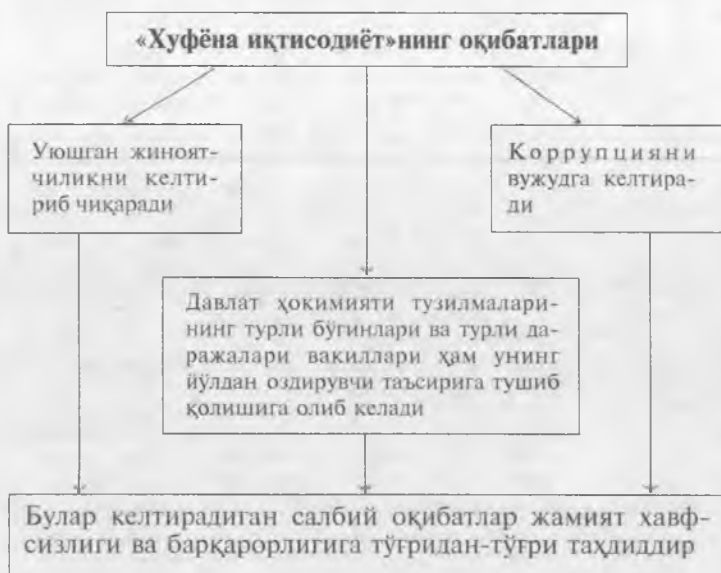 «Хуфёна иқтисодиёт»нинг оқибатлари
Уюшган жиноят-
чиликни келти-
риб чиқаради
Коррупцияни
вужудга келтира-
ди
Давлат ҳокимияти тузилмалари-
нинг турли бўғинлари ва турли да-
ражалари вакиллари ҳам унинг
йўлдан оздирувчи таъсирига тушиб
қолишига олиб келади
Булар келтирадиган салбий оқибатлар жамият хавф-
сизлиги ва барқарорлигига тўғридан-тўғри таҳдиддир